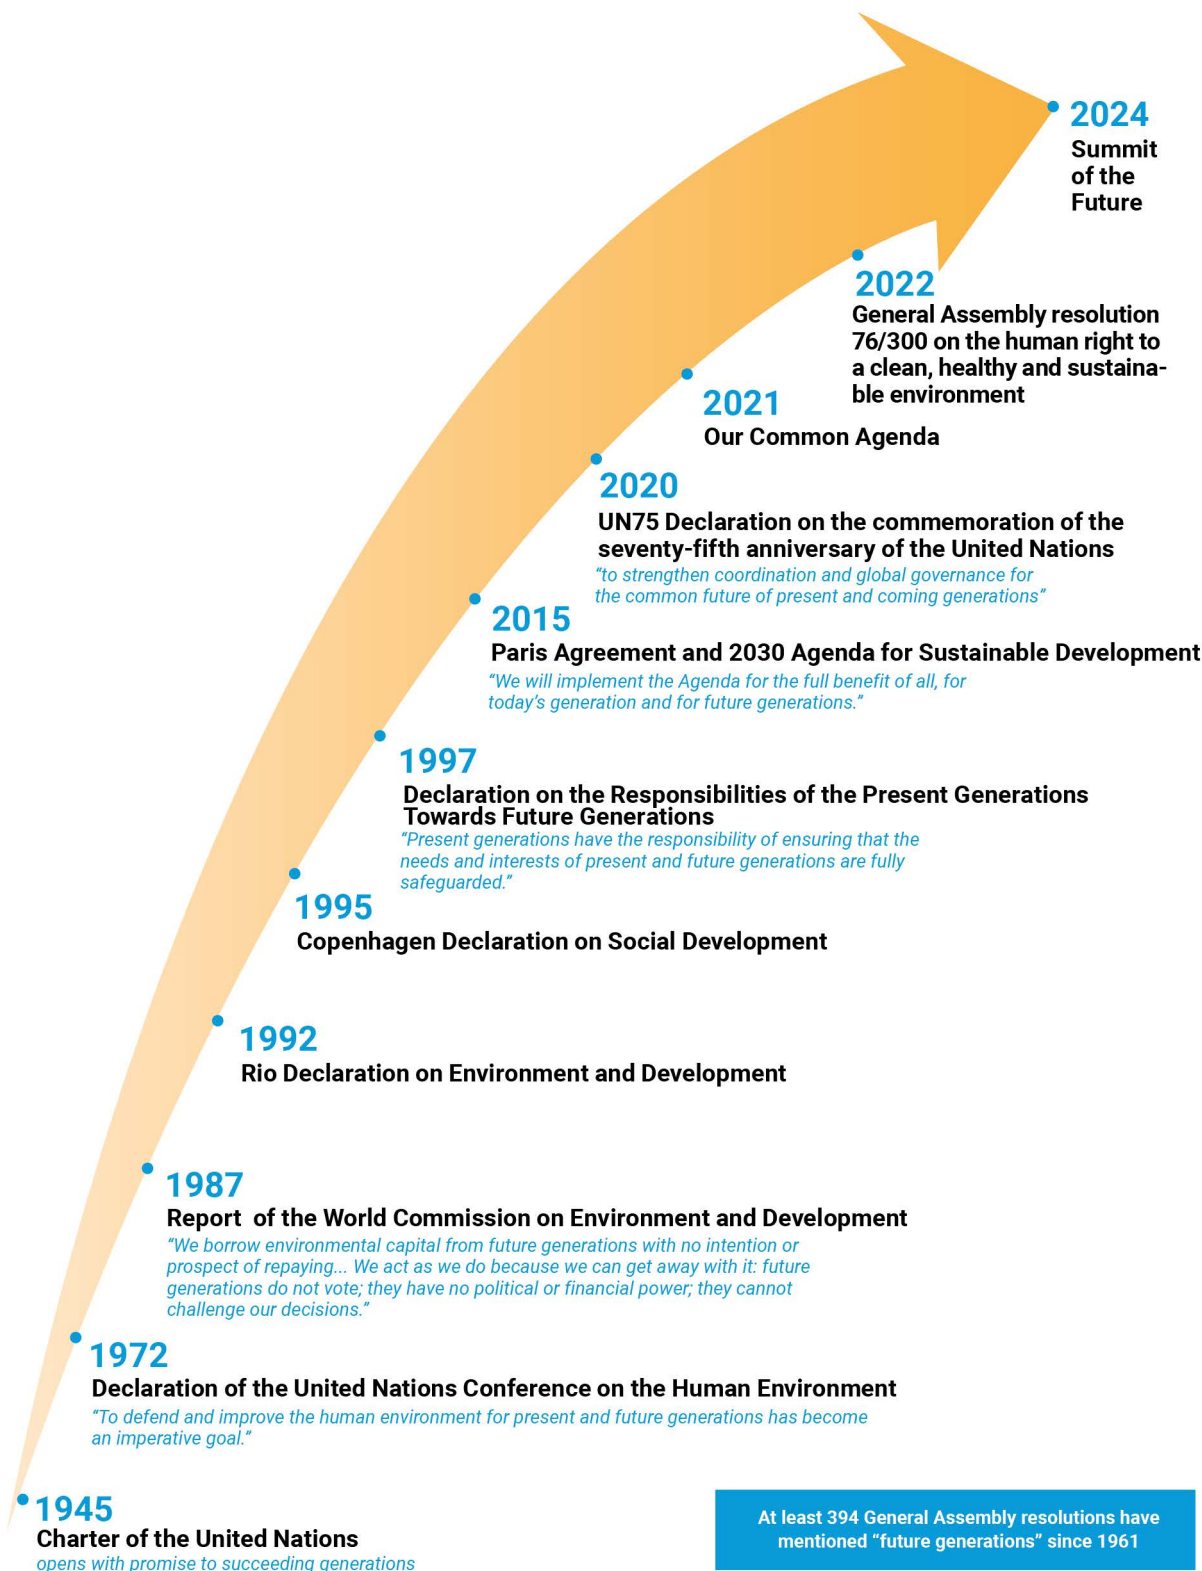 2024
Summit
of the
Future
2022
General Assembly resolution
76/300 on the human right to
a clean, healthy and sustaina-
ble environment
2021
Our Common Agenda
2020
UN75 Declaration on the commemoration of the
seventy-fifth anniversary of the United Nations
“to strengthen coordination and global governance for
the common future of present and coming generations”
2015
Paris Agreement and 2030 Agenda for Sustainable Development
“We will implement the Agenda for the full benefit of all, for
today’s generation and for future generations.”
1997
Declaration on the Responsibilities of the Present Generations
Towards Future Generations
“Present generations have the responsibility of ensuring that the
needs and interests of present and future generations are fully
safeguarded.”
1995
Copenhagen Declaration on Social Development
1992
Rio Declaration on Environment and Development
1987
Report of the World Commission on Environment and Development
“We borrow environmental capital from future generations with no intention or
prospect of repaying... We act as we do because we can get away with it: future
generations do not vote; they have no political or financial power; they cannot
challenge our decisions.”
1972
Declaration of the United Nations Conference on the Human Environment
“To defend and improve the human environment for present and future generations has become
an imperative goal.”
1945
Charter of the United Nations
opens with promise to succeeding generations
At least 394 General Assembly resolutions have
mentioned “future generations” since 1961